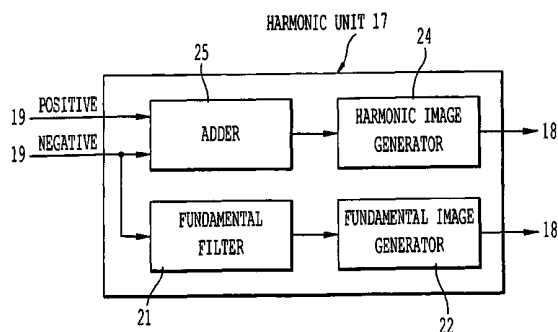 HARMONIC UNIT 17
25
24
19 POSITIVE
19 NEGATIVE
ADDER
HARMONIC IMAGE
GENERATOR
18
FUNDAMENTAL
FILTER
FUNDAMENTAL IMAGE
GENERATOR
18
21
22